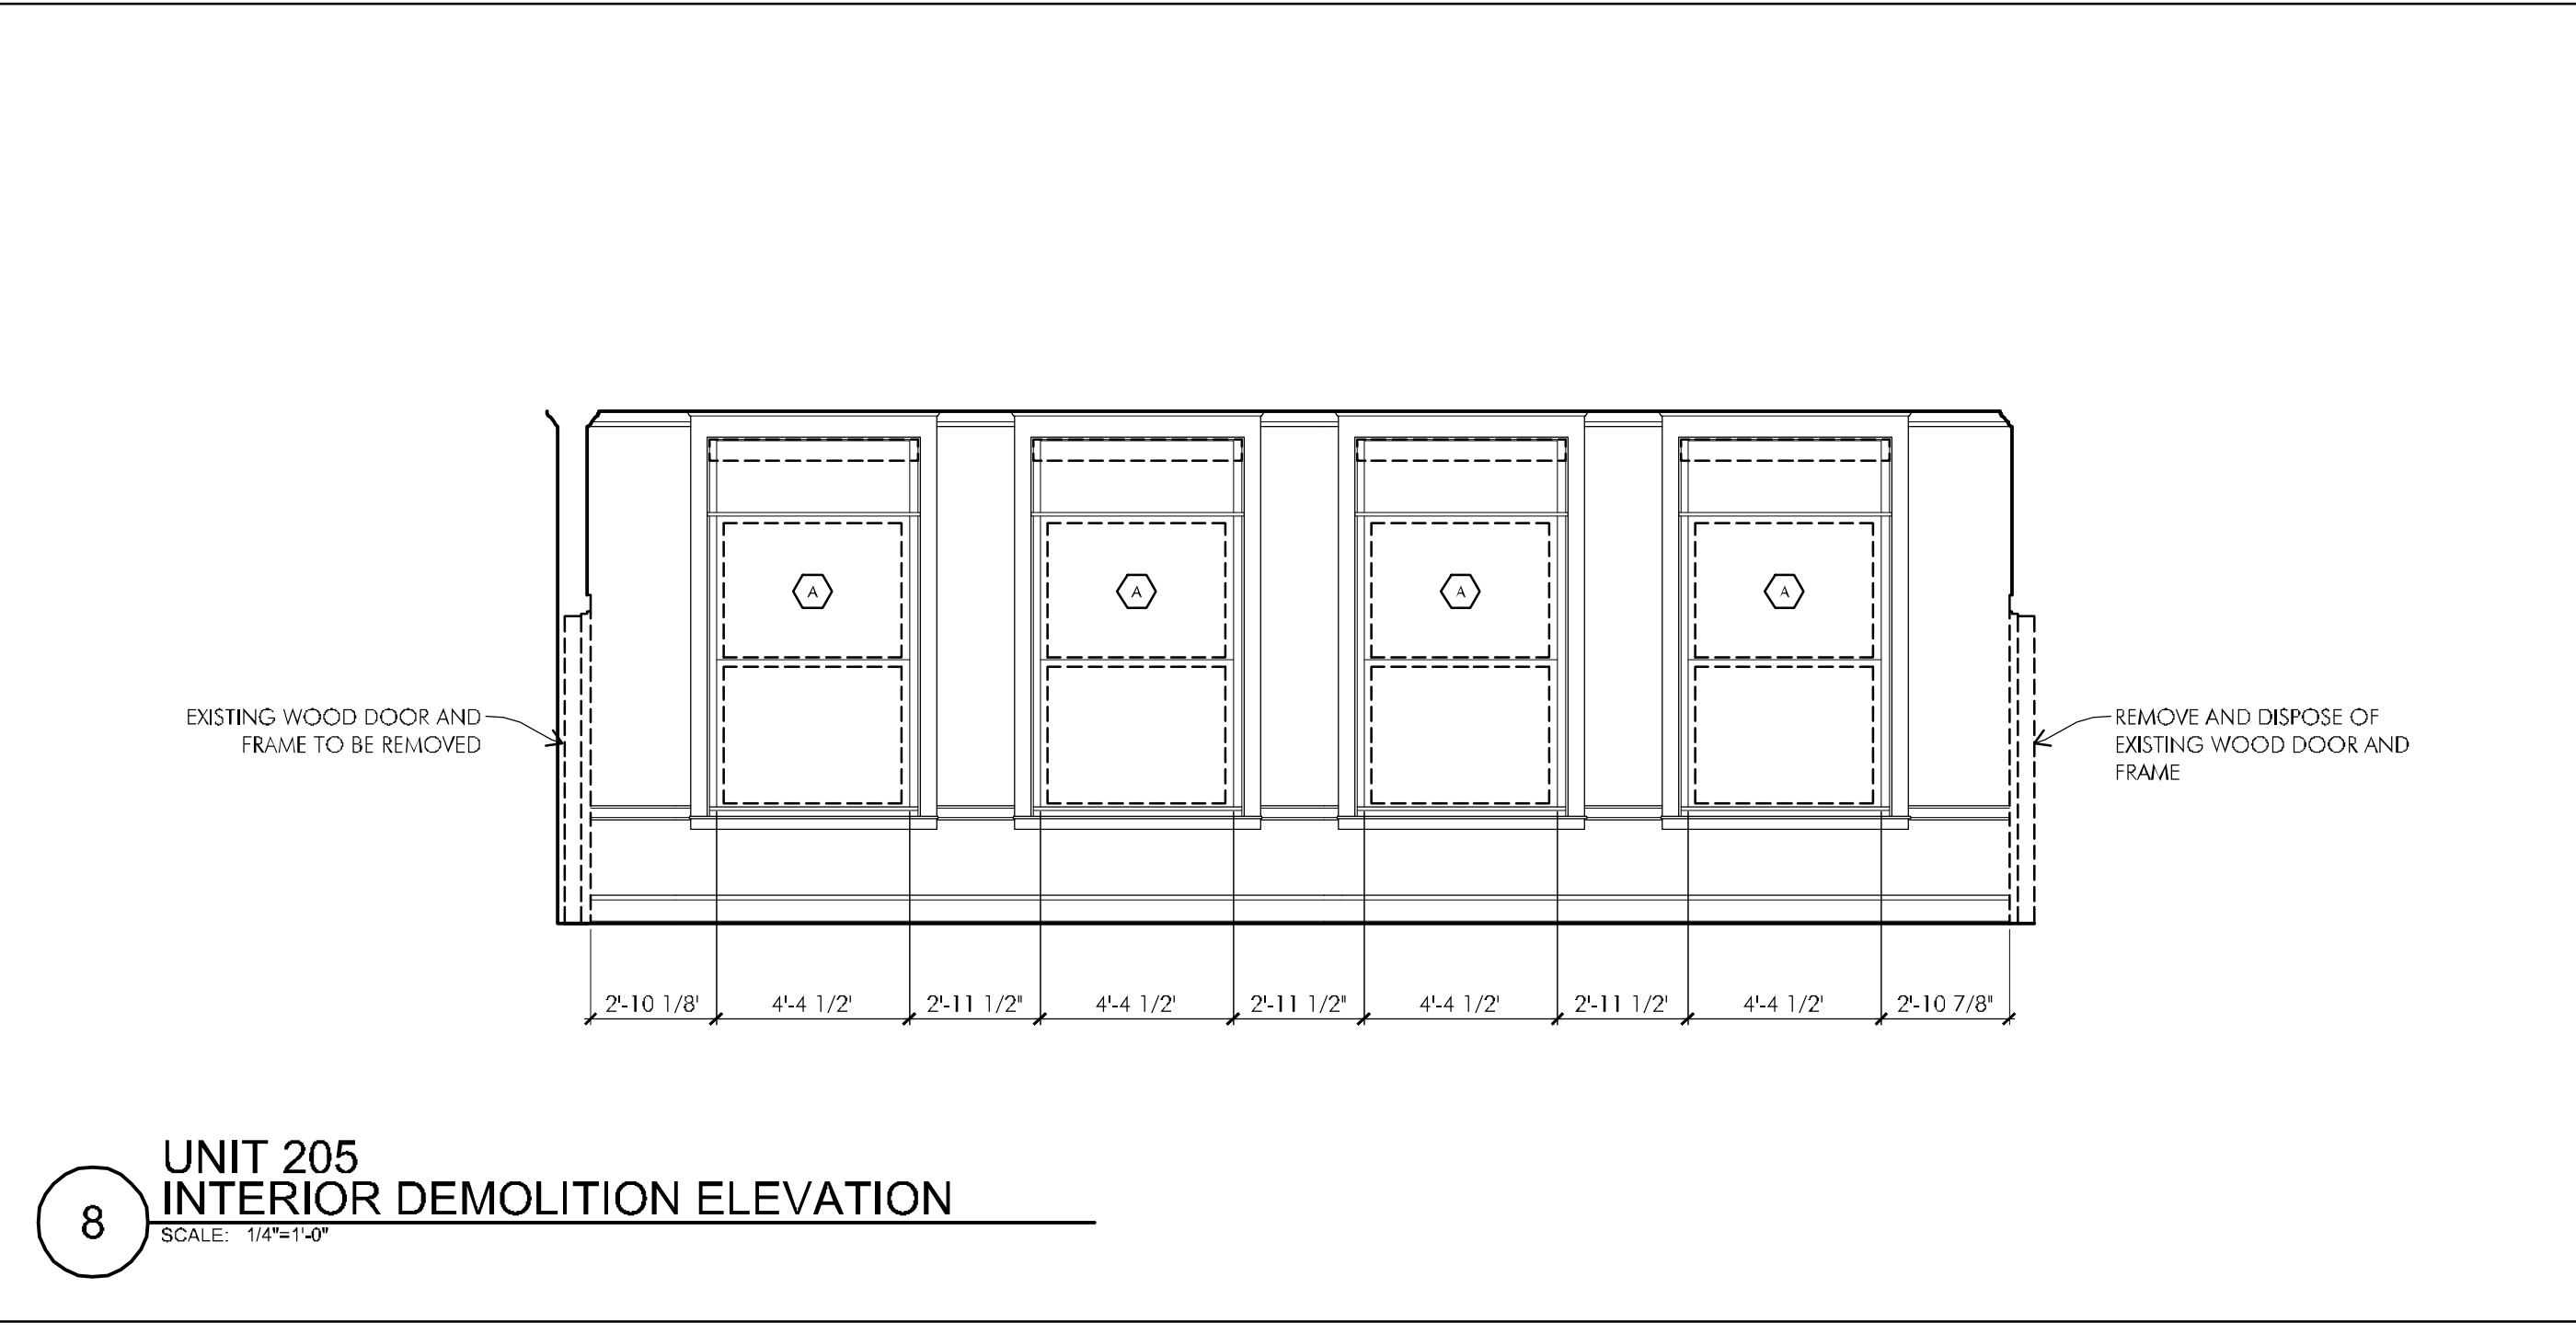 A
A
A
A
EXISTING WOOD DOOR AND
FRAME TO BE REMOVED
REMOVE AND DISPOSE OF
EXISTING WOOD DOOR AND
FRAME
2'-10 1/8"
4'-4 1/2"
2'-11 1/2"
4'-4 1/2"
2'-11 1/2"
4'-4 1/2"
2'-11 1/2"
4'-4 1/2"
2'-10 7/8"
8
UNIT 205
INTERIOR DEMOLITION ELEVATION
SCALE: 1/4"=1'-0"